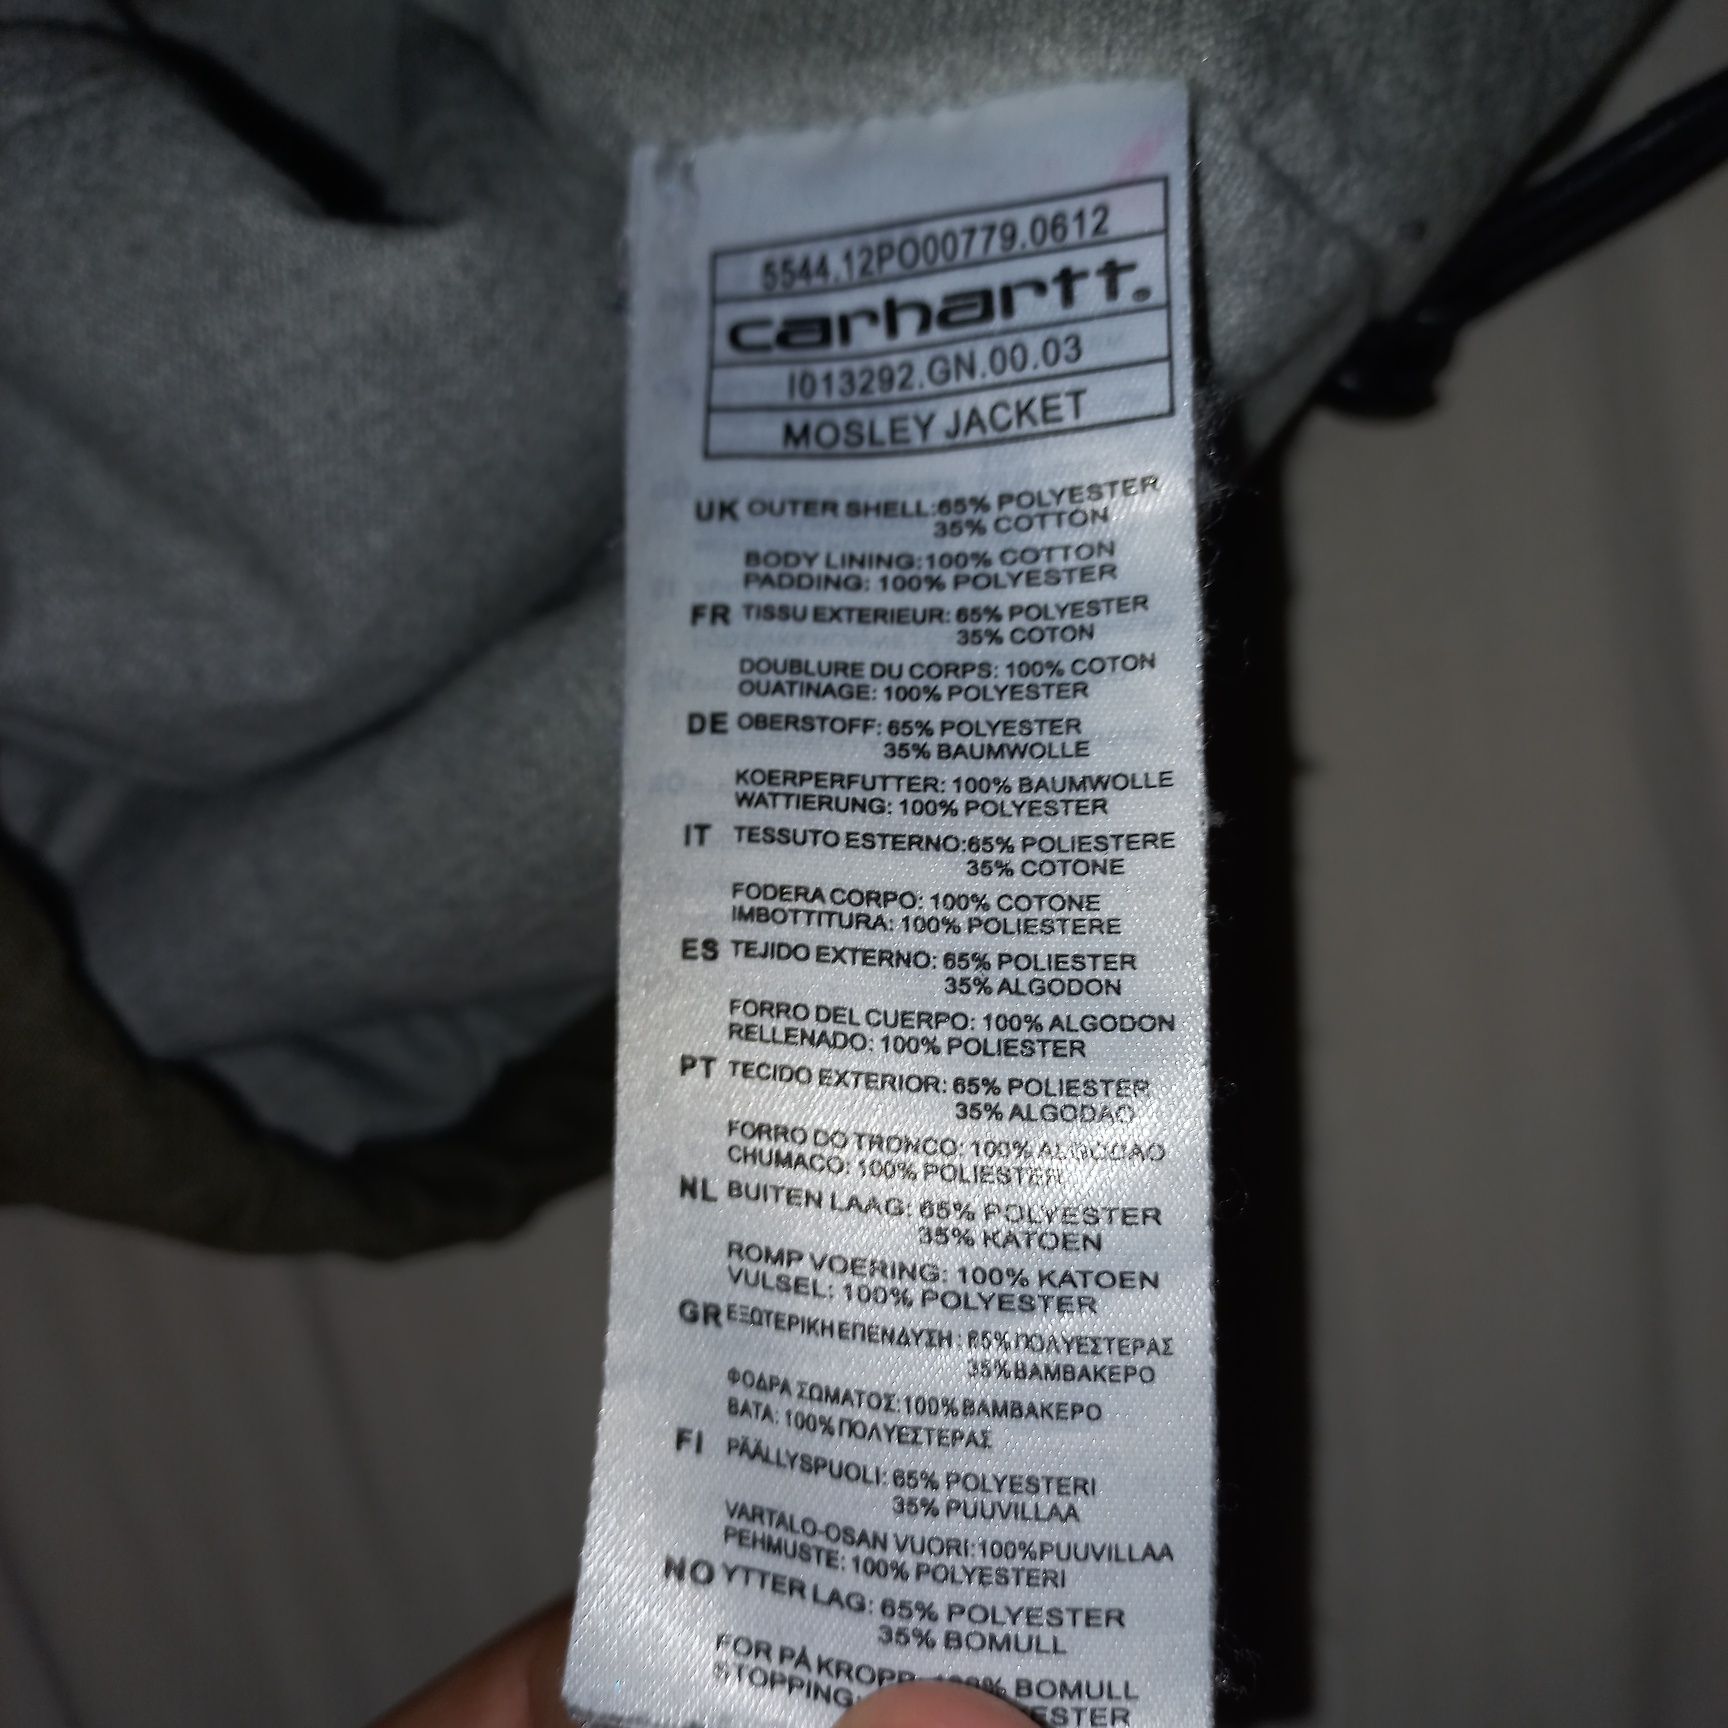 5544.12PO00779.0612
carhartt®
I013292.GN.00.03
MOSLEY JACKET
UK OUTER SHELL:65% POLYESTER
35% COTTON
BODY LINING:100% COTTON
PADDING: 100% POLYESTER
FR TISSU EXTERIEUR: 65% POLYESTER
35% COTON
DOUBLURE DU CORPS: 100% COTON
OUATINAGE: 100% POLYESTER
DE OBERSTOFF: 65% POLYESTER
35% BAUMWOLLE
KOERPERFUTTER: 100% BAUMWOLLE
WATTIERUNG: 100% POLYESTER
IT TESSUTO ESTERNO:65% POLIESTERE
35% COTONE
FODERA CORPO: 100% COTONE
IMBOTTITURA: 100% POLIESTERE
ES TEJIDO EXTERNO: 65% POLIESTER
35% ALGODON
FORRO DEL CUERPO: 100% ALGODON
RELLENADO: 100% POLIESTER
PT TECIDO EXTERIOR: 65% POLIESTER
35% ALGODAO
FORRO DO TRONCO: 100% ALGODAO
CHUMACO: 100% POLIESTER
NL BUITEN LAAG: 65% POLYESTER
35% KATOEN
ROMP VOERING: 100% KATOEN
VULSEL: 100% POLYESTER
GR ΕΞΩΤΕΡΙΚΗ ΕΠΕΝΔΥΣΗ: 65% ΠΟΛΥΕΣΤΕΡΑΣ
35% ΒΑΜΒΑΚΕΡΟ
ΦΟΔΡΑ ΣΩΜΑΤΟΣ:100% ΒΑΜΒΑΚΕΡΟ
ΒΑΤΑ: 100% ΠΟΛΥΕΣΤΕΡΑΣ
FI PÄÄLLYSPUOLI: 65% POLYESTERI
35% PUUVILLAA
VARTALO-OSAN VUORI:100% PUUVILLAA
PEHMUSTE: 100% POLYESTERI
NO YTTER LAG: 65% POLYESTER
35% BOMULL
FOR PÅ KROPP BOMULL
STOPPING: